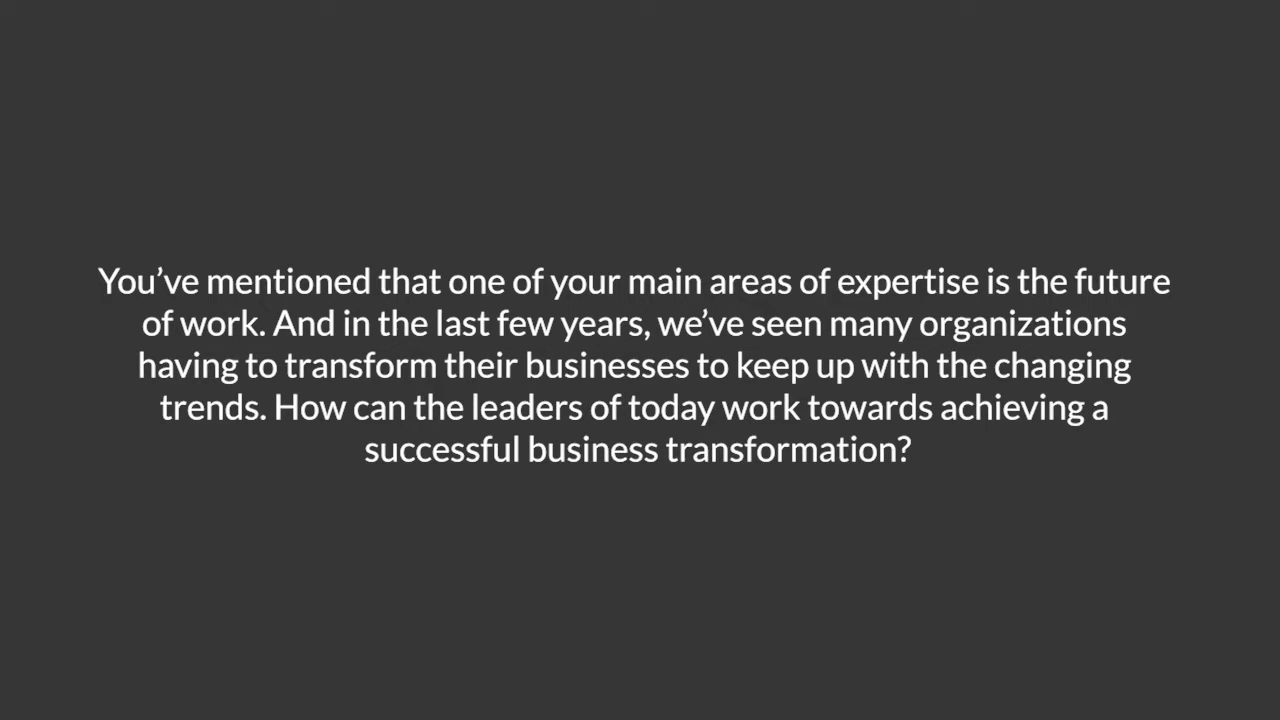 You’ve mentioned that one of your main areas of expertise is the future
of work. And in the last few years, we’ve seen many organizations
having to transform their businesses to keep up with the changing
trends. How can the leaders of today work towards achieving a
successful business transformation?